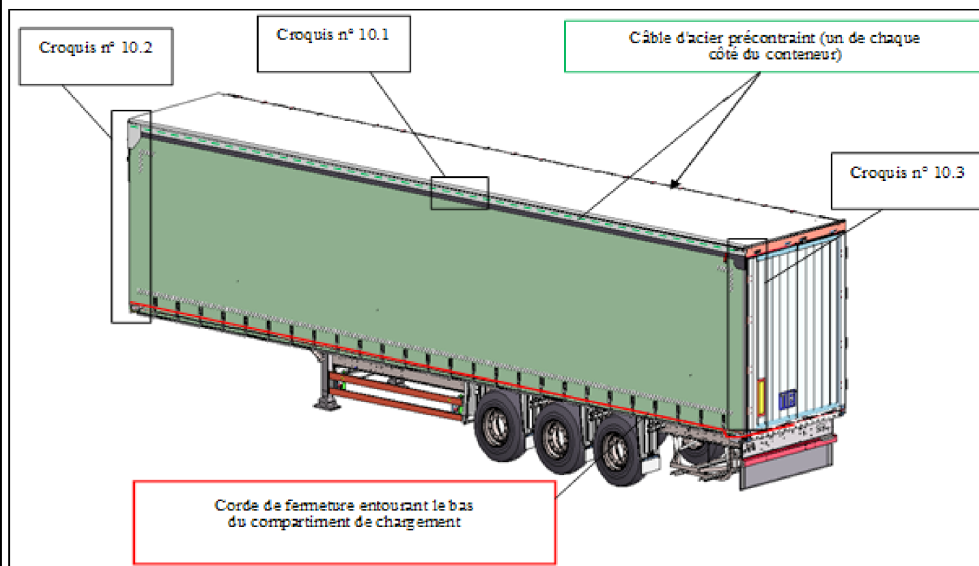 Croquis n° 10.2
Croquis n° 10.1
Câble d'acier précontraint (un de chaque
côté du conteneur)
Croquis n° 10.3
Corde de fermeture entourant le bas
du compartiment de chargement